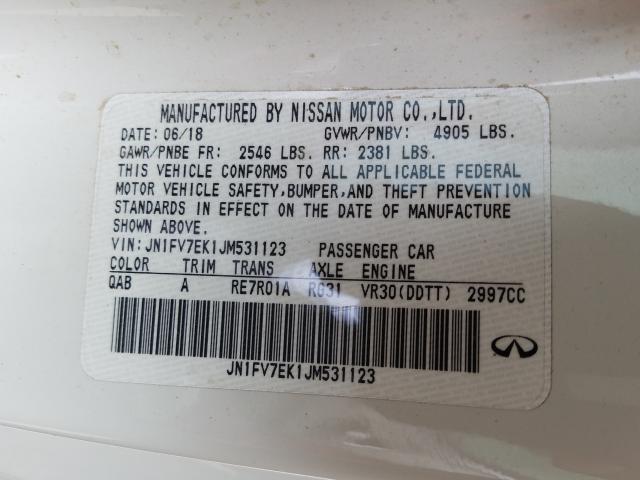 MANUFACTURED BY NISSAN MOTOR CO.,LTD.
DATE: 06/18 GVWR/PNBV: 4905 LBS.
GAWR/PNBE FR: 2546 LBS. RR: 2381 LBS.
THIS VEHICLE CONFORMS TO ALL APPLICABLE FEDERAL
MOTOR VEHICLE SAFETY,BUMPER,AND THEFT PREVENTION
STANDARDS IN EFFECT ON THE DATE OF MANUFACTURE
SHOWN ABOVE.
VIN:JN1FV7EK1JM531123 PASSENGER CAR
COLOR TRIM TRANS AXLE ENGINE
QAB A RE7R01A RG31 VR30(DDTT) 2997CC
JN1FV7EK1JM531123